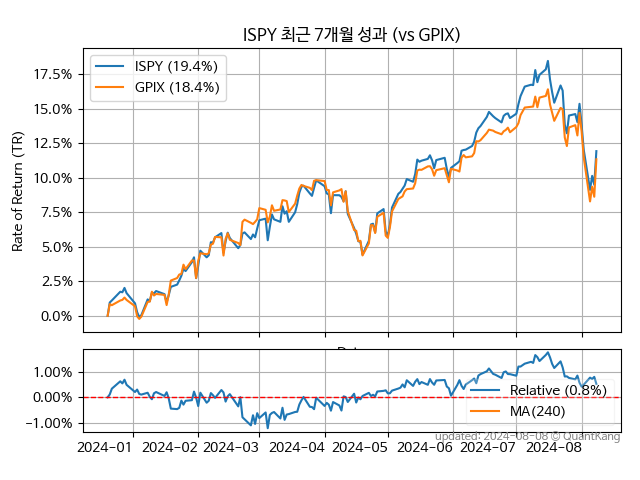 ISPY 최근 7개월 성과 (vs GPIX)
Rate of Return (TR)
17.5%
15.0%
12.5%
10.0%
7.5%
5.0%
2.5%
0.0%
ISPY (19.4%)
GPIX (18.4%)
1.00%
0.00%
−1.00%
Relative (0.8%)
MA(240)
2024-01
2024-02
2024-03
2024-04
2024-05
2024-06
2024-07
2024-08
updated: 2024-08-08 © QuantKang